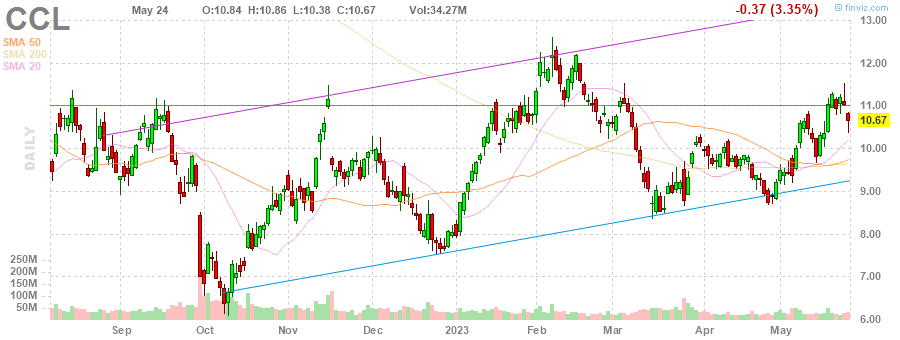 CCL May 24 O:10.84 H:10.86 L:10.38 C:10.67 Vol:34.27M -0.37 (3.35%) finviz.com
SMA 50
SMA 200
SMA 20
DAILY
13.00
12.00
11.00
10.67
10.00
9.00
8.00
7.00
6.00
250M
200M
150M
100M
50M
Sep Oct Nov Dec 2023 Feb Mar Apr May